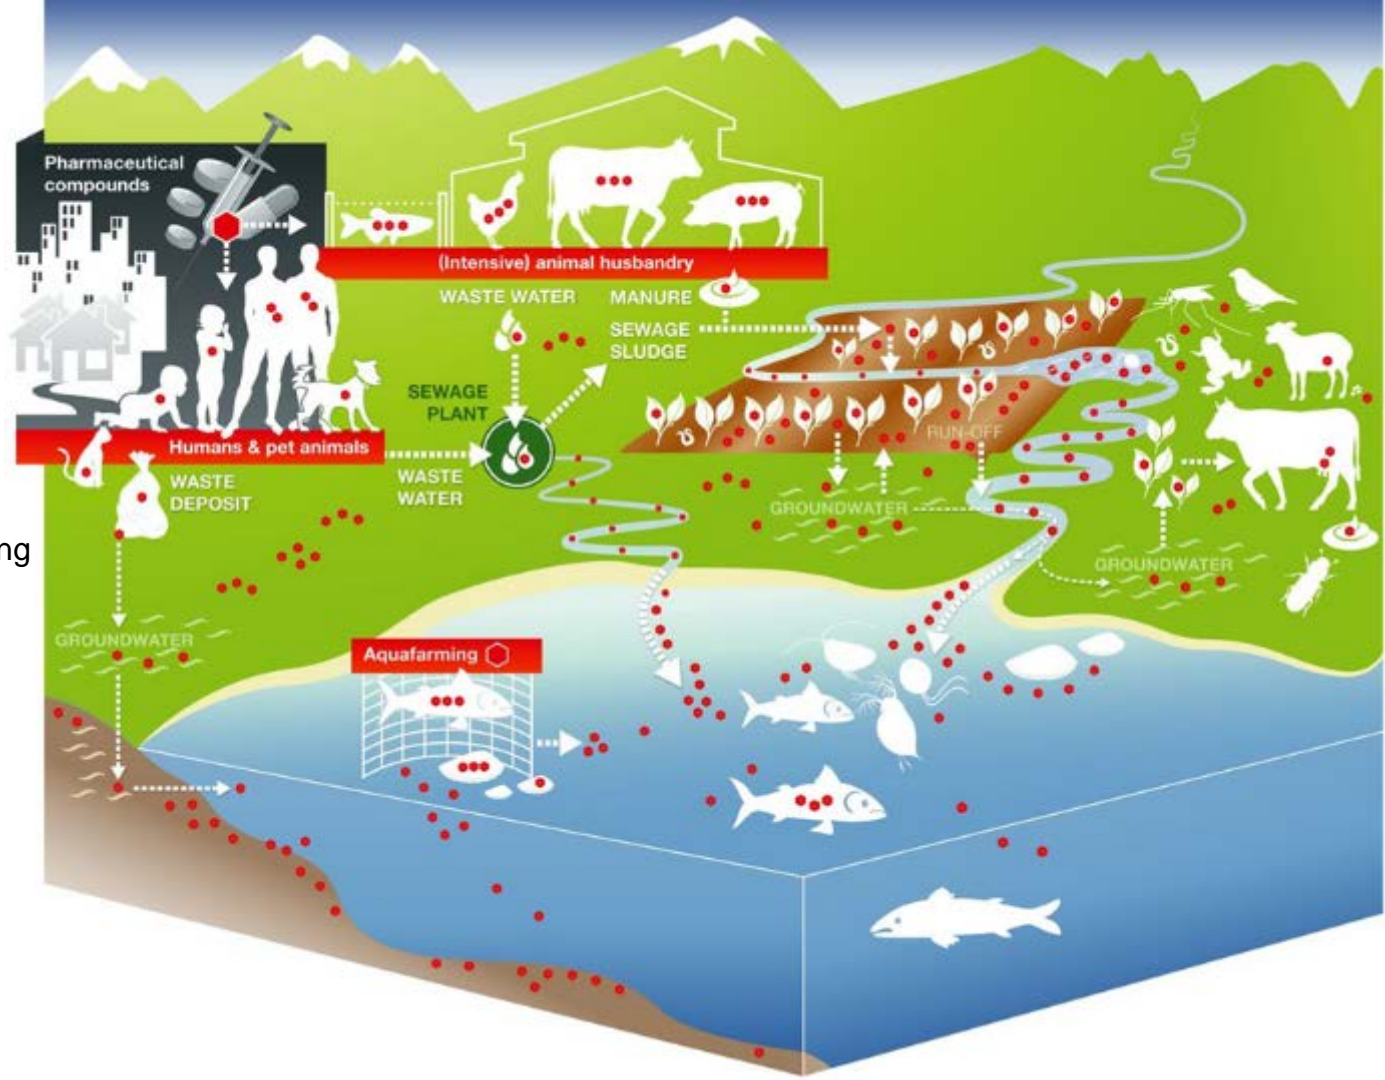 Pharmaceutical
compounds
(Intensive) animal husbandry
WASTE WATER
MANURE
SEWAGE
SLUDGE
SEWAGE
PLANT
RUN-OFF
Humans & pet animals
WASTE
DEPOSIT
WASTE
WATER
GROUNDWATER
ng
GROUNDWATER
GROUNDWATER
Aquafarming